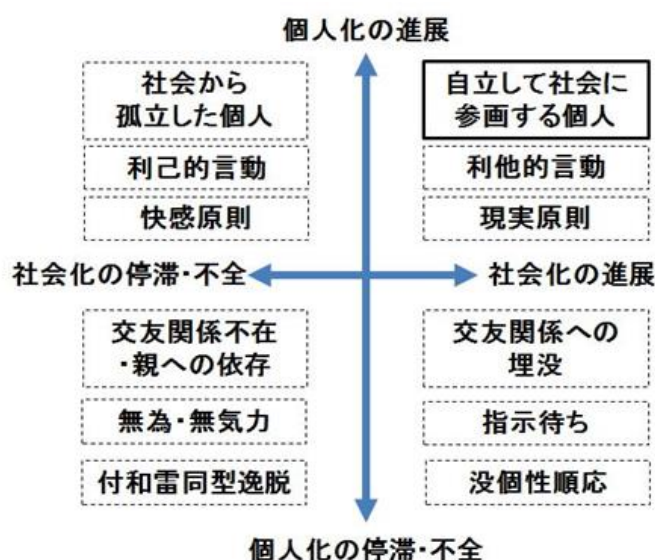 個人化の進展
社会から
孤立した個人
自立して社会に
参画する個人
利己的言動
利他的言動
快感原則
現実原則
社会化の停滞・不全
社会化の進展
交友関係不在
・親への依存
交友関係への
埋没
無為・無気力
指示待ち
付和雷同型逸脱
没個性順応
個人化の停滞・不全